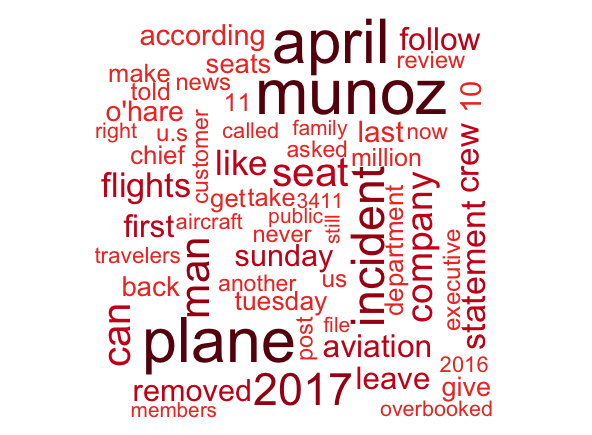 according april follow
seats review
make munoz
told news 10
o'hare 11
right u.s customer called family last now
chief like asked million crew
flights seat
get take 3411 incident department company statement
first aircraft public still
travelers man never
sunday executive
back another us
can tuesday
plane post file aviation
2016
removed 2017 leave give
members overbooked